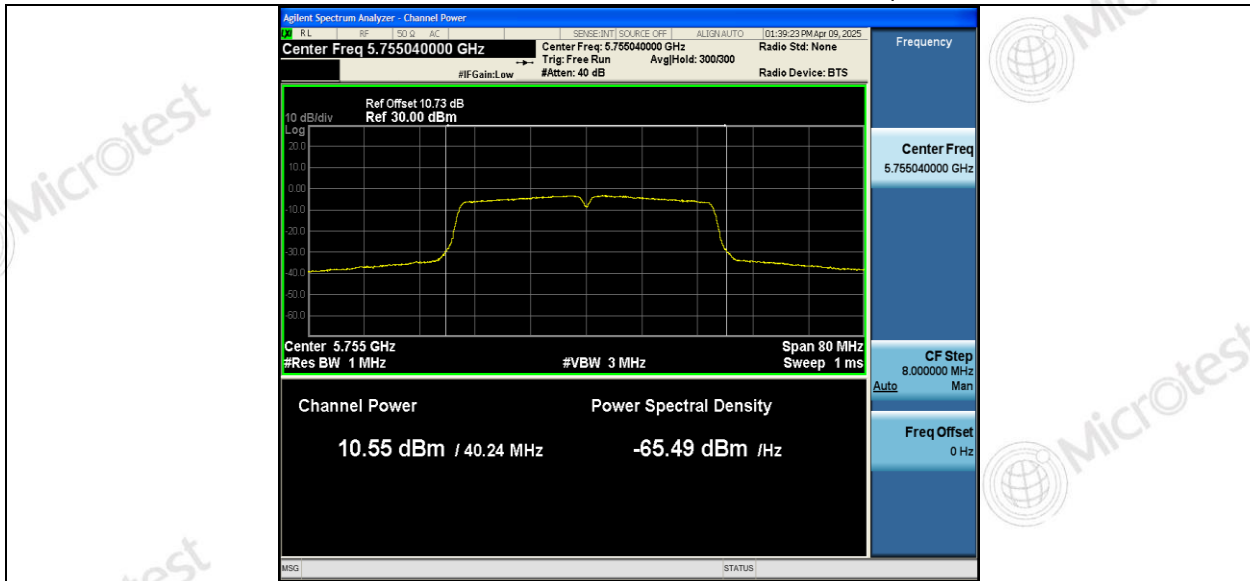 Agilent Spectrum Analyzer - Channel Power
RL RF 50 Ω AC SENSE:INT SOURCE OFF ALIGNAUTO 01:39:23 PM Apr 09, 2025
Center Freq 5.755040000 GHz Center Freq: 5.755040000 GHz Radio Std: None
Trig: Free Run Avg|Hold: 300/300
#IFGain:Low #Atten: 40 dB Radio Device: BTS
Ref Offset 10.73 dB
10 dB/div Ref 30.00 dBm
Log
20.0
10.0
0.00
-10.0
-20.0
-30.0
-40.0
-50.0
-60.0
Center 5.755 GHz Span 80 MHz
#Res BW 1 MHz #VBW 3 MHz Sweep 1 ms
Channel Power Power Spectral Density
10.55 dBm / 40.24 MHz -65.49 dBm /Hz
MSG STATUS
Frequency
Center Freq
5.755040000 GHz
CF Step
8.000000 MHz
Auto Man
Freq Offset
0 Hz
Microtest
Microtest